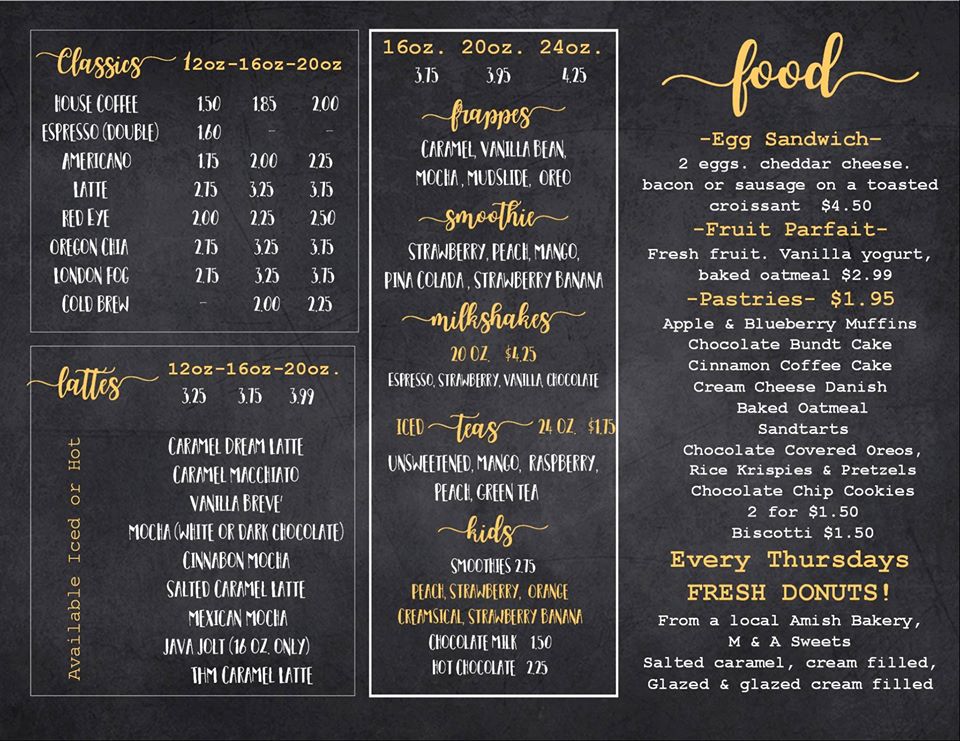 Classics 12oz-16oz-20oz
HOUSE COFFEE 1.50 1.85 2.00
ESPRESSO (DOUBLE) 1.60 - -
AMERICANO 1.75 2.00 2.25
LATTE 2.75 3.25 3.75
RED EYE 2.00 2.25 2.50
OREGON CHIA 2.75 3.25 3.75
LONDON FOG 2.75 3.25 3.75
COLD BREW - 2.00 2.25
lattes 12oz-16oz-20oz.
3.25 3.75 3.99
Available Iced or Hot
CARAMEL DREAM LATTE
CARAMEL MACCHIATO
VANILLA BREVE'
MOCHA (WHITE OR DARK CHOCOLATE)
CINNABON MOCHA
SALTED CARAMEL LATTE
MEXICAN MOCHA
JAVA JOLT (16 OZ. ONLY)
THM CARAMEL LATTE
16oz. 20oz. 24oz.
3.75 3.95 4.25
frappes
CARAMEL, VANILLA BEAN,
MOCHA , MUDSLIDE, OREO
smoothie
STRAWBERRY, PEACH, MANGO,
PINA COLADA , STRAWBERRY BANANA
milkshakes
20 OZ. $4.25
ESPRESSO, STRAWBERRY, VANILLA, CHOCOLATE
ICED Teas 24 OZ. $1.75
UNSWEETENED, MANGO, RASPBERRY,
PEACH, GREEN TEA
kids
SMOOTHIES 2.75
PEACH, STRAWBERRY, ORANGE
CREAMSICAL, STRAWBERRY BANANA
CHOCOLATE MILK 1.50
HOT CHOCOLATE 2.25
food
-Egg Sandwich-
2 eggs. cheddar cheese.
bacon or sausage on a toasted
croissant $4.50
-Fruit Parfait-
Fresh fruit. Vanilla yogurt,
baked oatmeal $2.99
-Pastries- $1.95
Apple & Blueberry Muffins
Chocolate Bundt Cake
Cinnamon Coffee Cake
Cream Cheese Danish
Baked Oatmeal
Sandtarts
Chocolate Covered Oreos,
Rice Krispies & Pretzels
Chocolate Chip Cookies
2 for $1.50
Biscotti $1.50
Every Thursdays
FRESH DONUTS!
From a local Amish Bakery,
M & A Sweets
Salted caramel, cream filled,
Glazed & glazed cream filled